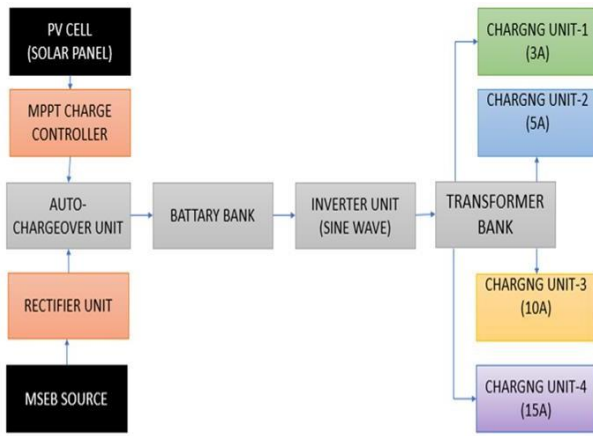 PV CELL
(SOLAR PANEL)
MPPT CHARGE
CONTROLLER
AUTO-
CHARGEOVER UNIT
RECTIFIER UNIT
MSEB SOURCE
BATTARY BANK
INVERTER UNIT
(SINE WAVE)
TRANSFORMER
BANK
CHARGNG UNIT-1
(3A)
CHARGNG UNIT-2
(5A)
CHARGNG UNIT-3
(10A)
CHARGNG UNIT-4
(15A)